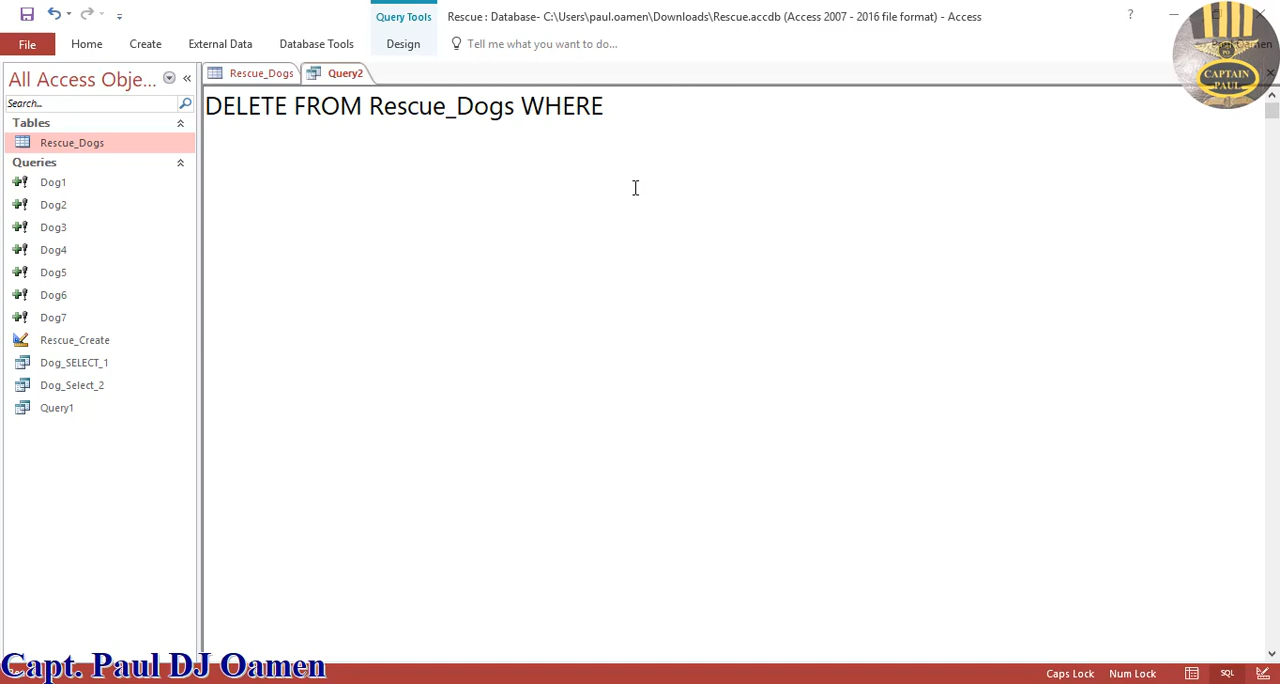 Query Tools
Rescue : Database- C:\Users\paul.oamen\Downloads\Rescue.accdb (Access 2007 - 2016 file format) - Access
?
File
Home
Create
External Data
Database Tools
Design
Tell me what you want to do...
CAPTAIN
PAUL
All Access Obje...
Rescue_Dogs
Query2
Search...
DELETE FROM Rescue_Dogs WHERE
Tables
Rescue_Dogs
Queries
Dog1
Dog2
Dog3
Dog4
Dog5
Dog6
Dog7
Rescue_Create
Dog_SELECT_1
Dog_Select_2
Query1
Capt. Paul DJ Oamen
Caps Lock
Num Lock
SQL